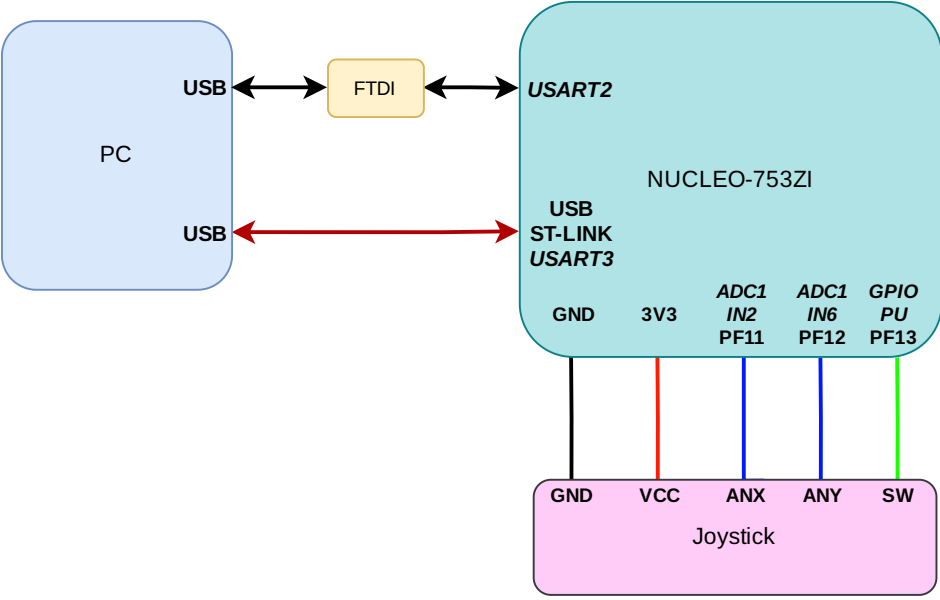 USB
FTDI
USART2
PC
NUCLEO-753ZI
USB
USB
ST-LINK
USART3
GND
3V3
ADC1
IN2
PF11
ADC1
IN6
PF12
GPIO
PU
PF13
GND
VCC
ANX
ANY
SW
Joystick